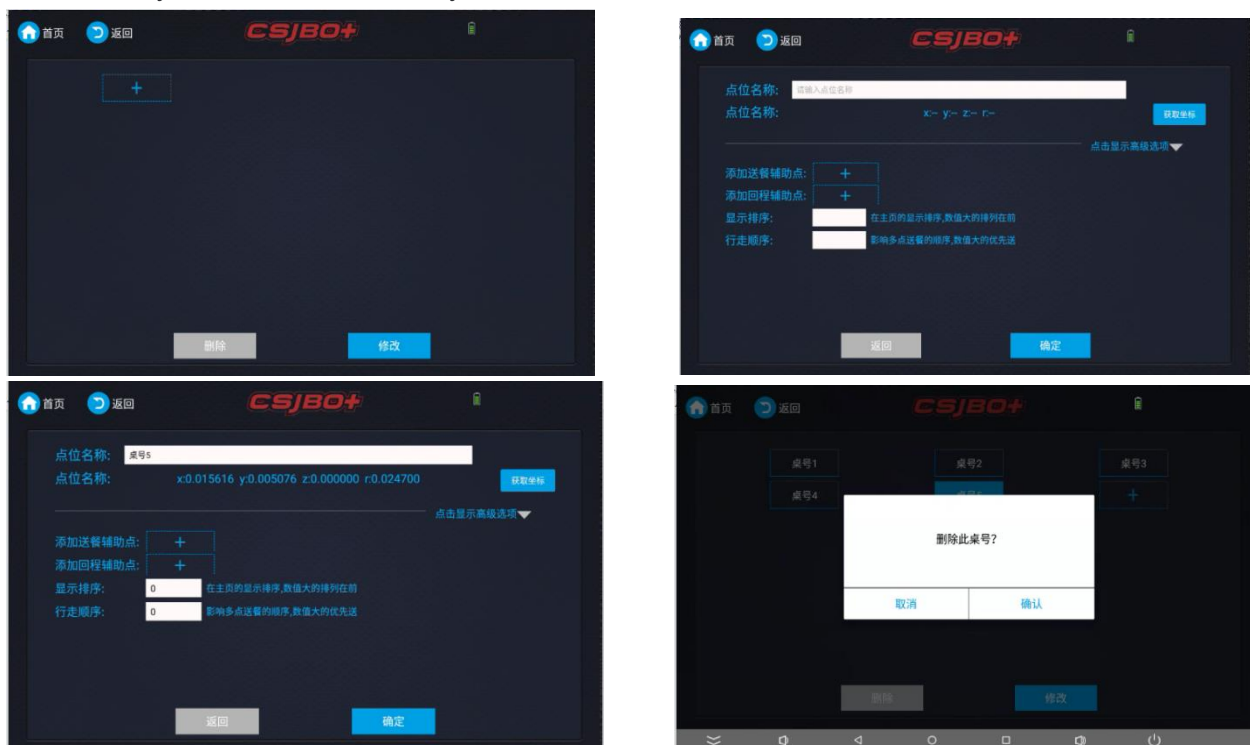 首页 返回 CSJBO+
+
删除 修改
首页 返回 CSJBO+
点位名称: 请输入点位名称
点位名称: x:-- y:-- z:-- r:-- 获取坐标
点击显示高级选项
添加送餐辅助点: +
添加回程辅助点: +
显示排序: 在主页的显示排序,数值大的排列在前
行走顺序: 影响多点送餐的顺序,数值大的优先送
返回 确定
首页 返回 CSJBO+
点位名称: 桌号5
点位名称: x:0.015616 y:0.005076 z:0.000000 r:0.024700 获取坐标
点击显示高级选项
添加送餐辅助点: +
添加回程辅助点: +
显示排序: 0 在主页的显示排序,数值大的排列在前
行走顺序: 0 影响多点送餐的顺序,数值大的优先送
返回 确定
首页 返回 CSJBO+
桌号1 桌号2 桌号3
桌号4 +
删除此桌号?
取消 确认
删除 修改